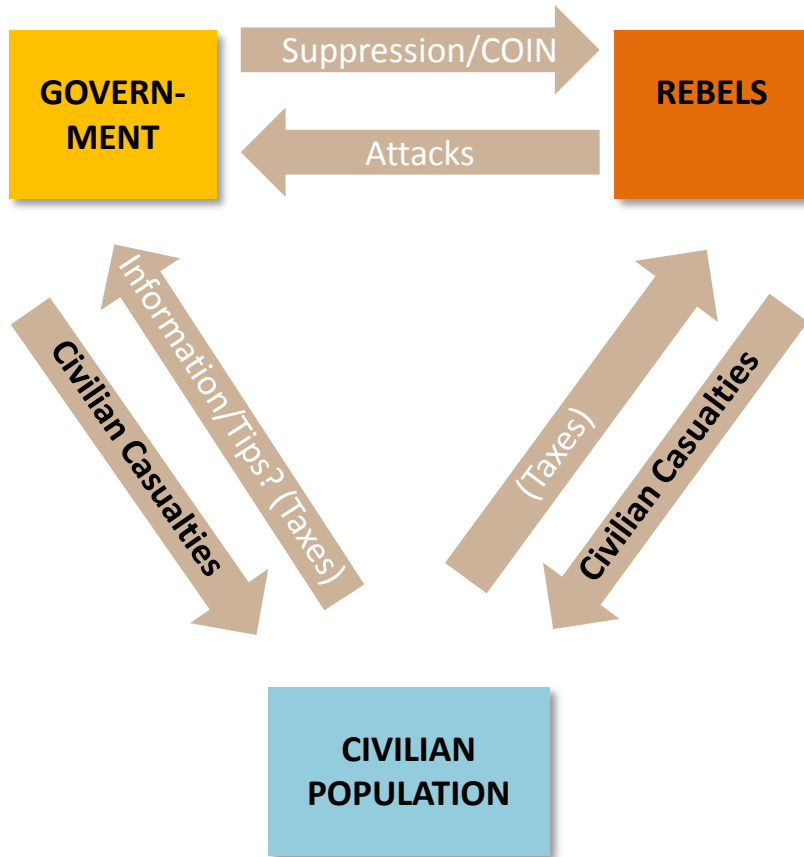 Suppression/COIN
GOVERN-
MENT
REBELS
Attacks
Information/Tips? (Taxes)
Civilian Casualties
(Taxes)
Civilian Casualties
CIVILIAN
POPULATION